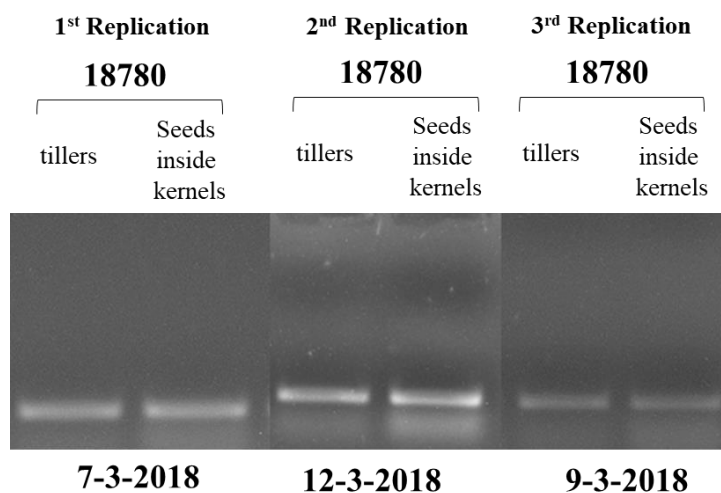 1st Replication
2nd Replication
3rd Replication
18780
18780
18780
tillers
Seeds
inside
kernels
tillers
Seeds
inside
kernels
tillers
Seeds
inside
kernels
7-3-2018
12-3-2018
9-3-2018